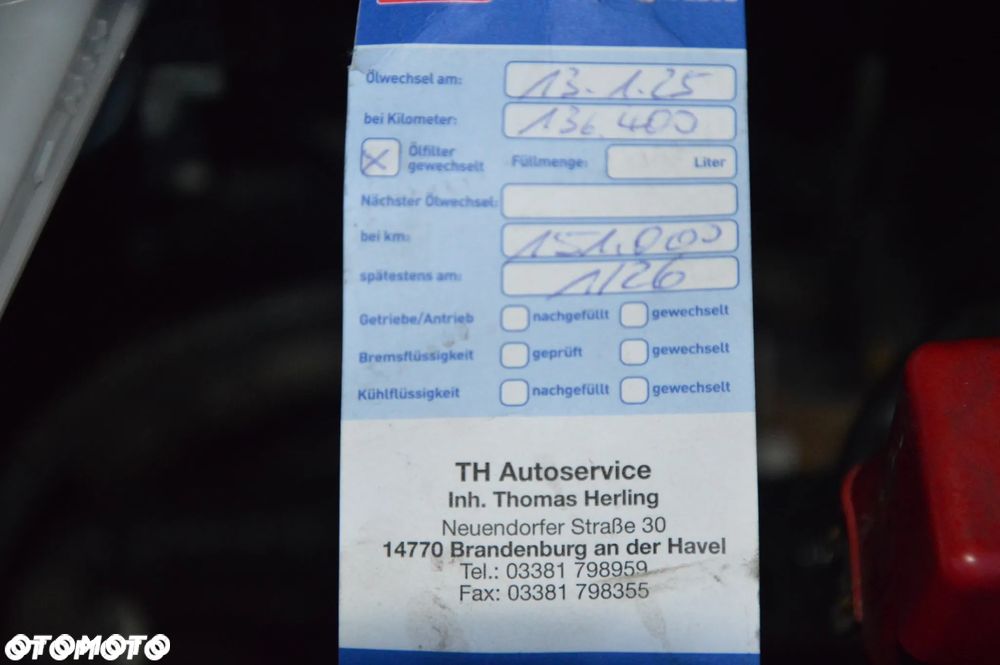 Ölwechsel am: 13.1.25
bei Kilometer: 136.400
Ölfilter
gewechselt Füllmenge: Liter
Nächster Ölwechsel:
bei km: 151.000
spätestens am: 1/26
Getriebe/Antrieb nachgefüllt gewechselt
Bremsflüssigkeit geprüft gewechselt
Kühlflüssigkeit nachgefüllt gewechselt
TH Autoservice
Inh. Thomas Herling
Neuendorfer Straße 30
14770 Brandenburg an der Havel
Tel.: 03381 798959
Fax: 03381 798355
OTOMOTO